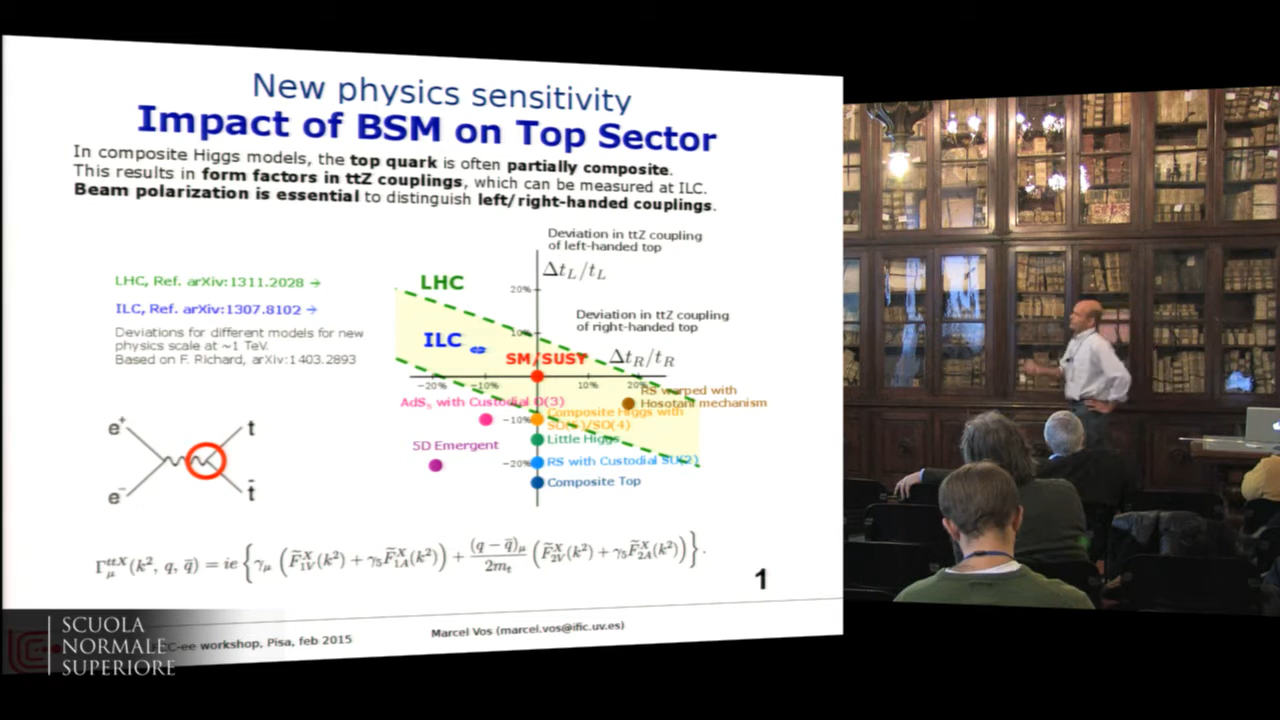 New physics sensitivity
Impact of BSM on Top Sector
In composite Higgs models, the top quark is often partially composite.
This results in form factors in ttZ couplings, which can be measured at ILC.
Beam polarization is essential to distinguish left/right-handed couplings.
Deviation in ttZ coupling
of left-handed top
Δt_L/t_L
LHC, Ref. arXiv:1311.2028 →
ILC, Ref. arXiv:1307.8102 →
Deviations for different models for new
physics scale at ~1 TeV.
Based on F. Richard, arXiv:1403.2893
LHC
20%
Deviation in ttZ coupling
of right-handed top
10%
ILC
SM/SUSY
Δt_R/t_R
−20%
−10%
10%
20%
RS warped with
Hosotani mechanism
AdS₅ with Custodial O(3)
−10%
Composite Higgs with
SO(5)/SO(4)
Little Higgs
5D Emergent
−20%
RS with Custodial SU(2)
Composite Top
e⁺
t
e⁻
t̄
Γ_μ^{ttX}(k², q, q̄) = ie { γ_μ ( F̃_{1V}^X(k²) + γ₅F̃_{1A}^X(k²) ) + (q − q̄)_μ / 2m_t ( F̃_{2V}^X(k²) + γ₅F̃_{2A}^X(k²) ) } .
1
C-ee workshop, Pisa, feb 2015
Marcel Vos (marcel.vos@ific.uv.es)
SCUOLA
NORMALE
SUPERIORE